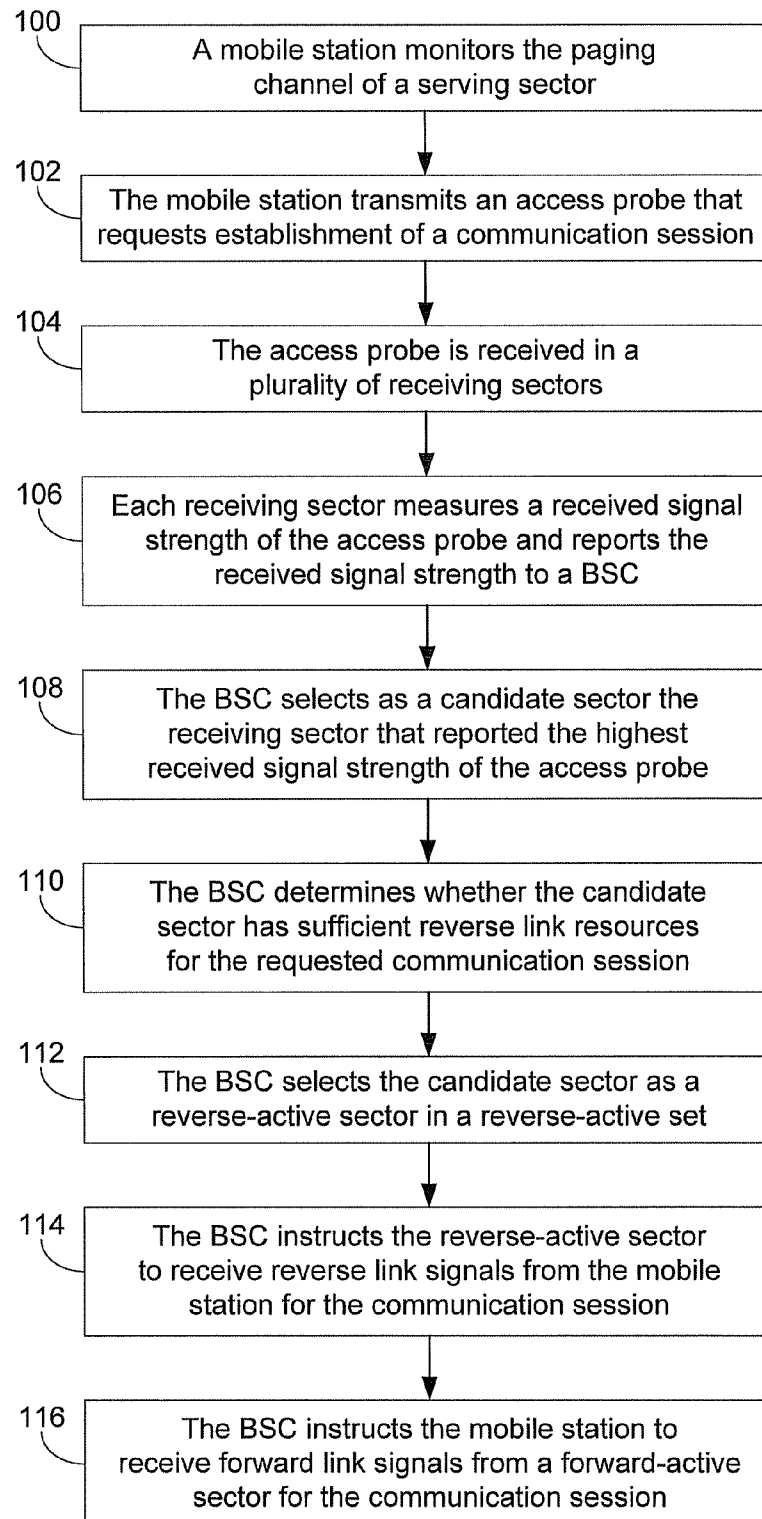 100
A mobile station monitors the paging
channel of a serving sector
102
The mobile station transmits an access probe that
requests establishment of a communication session
104
The access probe is received in a
plurality of receiving sectors
106
Each receiving sector measures a received signal
strength of the access probe and reports the
received signal strength to a BSC
108
The BSC selects as a candidate sector the
receiving sector that reported the highest
received signal strength of the access probe
110
The BSC determines whether the candidate
sector has sufficient reverse link resources
for the requested communication session
112
The BSC selects the candidate sector as a
reverse-active sector in a reverse-active set
114
The BSC instructs the reverse-active sector
to receive reverse link signals from the mobile
station for the communication session
116
The BSC instructs the mobile station to
receive forward link signals from a forward-active
sector for the communication session